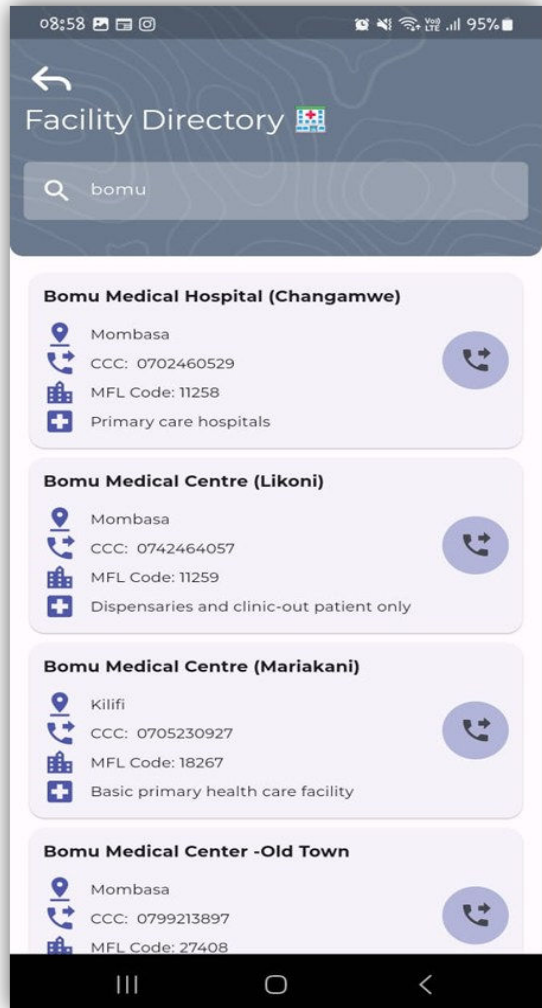 08:58
Vo))
LTE
95%
Facility Directory
bomu
Bomu Medical Hospital (Changamwe)
Mombasa
CCC: 0702460529
MFL Code: 11258
Primary care hospitals
Bomu Medical Centre (Likoni)
Mombasa
CCC: 0742464057
MFL Code: 11259
Dispensaries and clinic-out patient only
Bomu Medical Centre (Mariakani)
Kilifi
CCC: 0705230927
MFL Code: 18267
Basic primary health care facility
Bomu Medical Center -Old Town
Mombasa
CCC: 0799213897
MFL Code: 27408